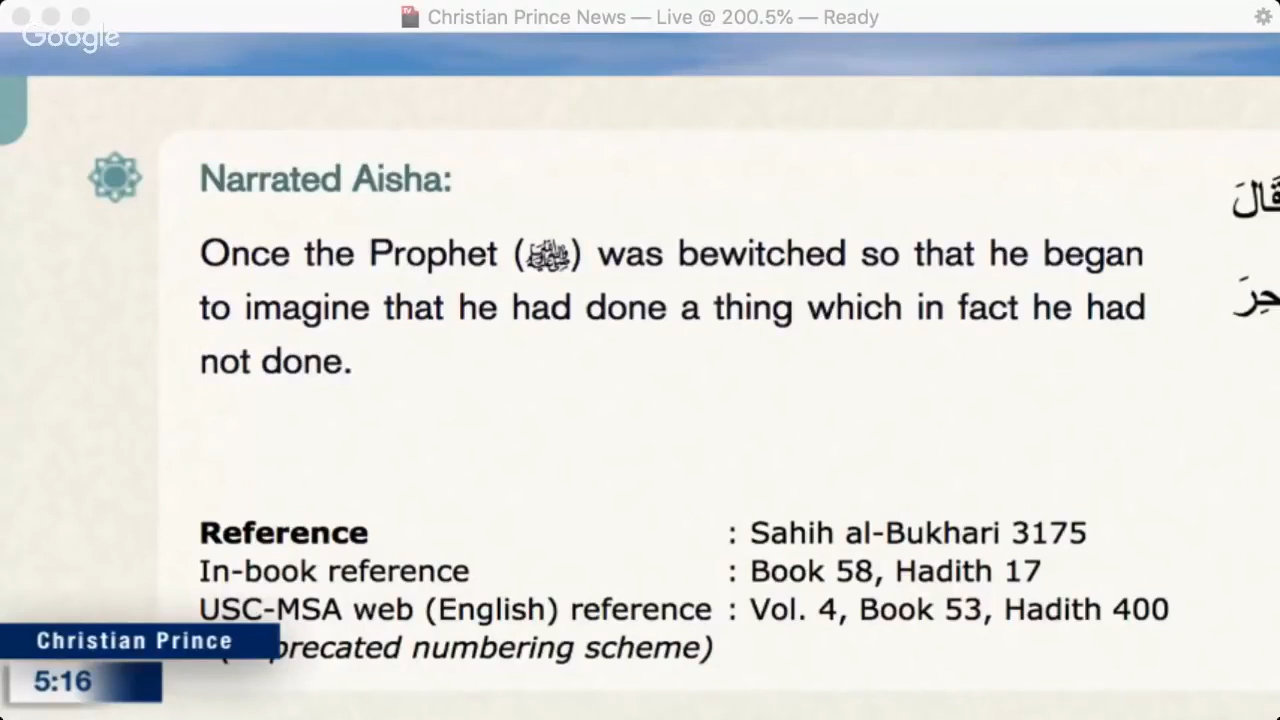 Christian Prince News — Live @ 200.5% — Ready
Google
Narrated Aisha:
Once the Prophet (ﷺ) was bewitched so that he began
to imagine that he had done a thing which in fact he had
not done.
قَالَ
حِرَ
Reference : Sahih al-Bukhari 3175
In-book reference : Book 58, Hadith 17
USC-MSA web (English) reference : Vol. 4, Book 53, Hadith 400
precated numbering scheme)
Christian Prince
5:16